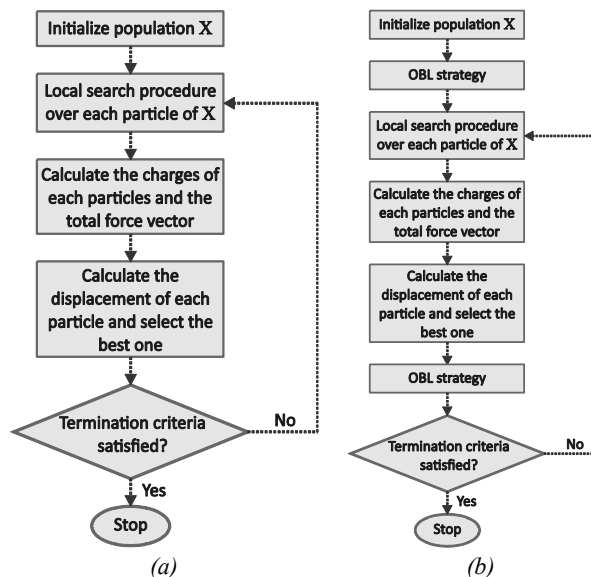 Initialize population X
Local search procedure
over each particle of X
Calculate the charges of
each particles and the
total force vector
Calculate the
displacement of each
particle and select the
best one
Termination criteria
satisfied?
No
Yes
Stop
(a)
Initialize population X
OBL strategy
Local search procedure
over each particle of X
Calculate the charges of
each particles and the
total force vector
Calculate the
displacement of each
particle and select the
best one
OBL strategy
Termination criteria
satisfied?
No
Yes
Stop
(b)